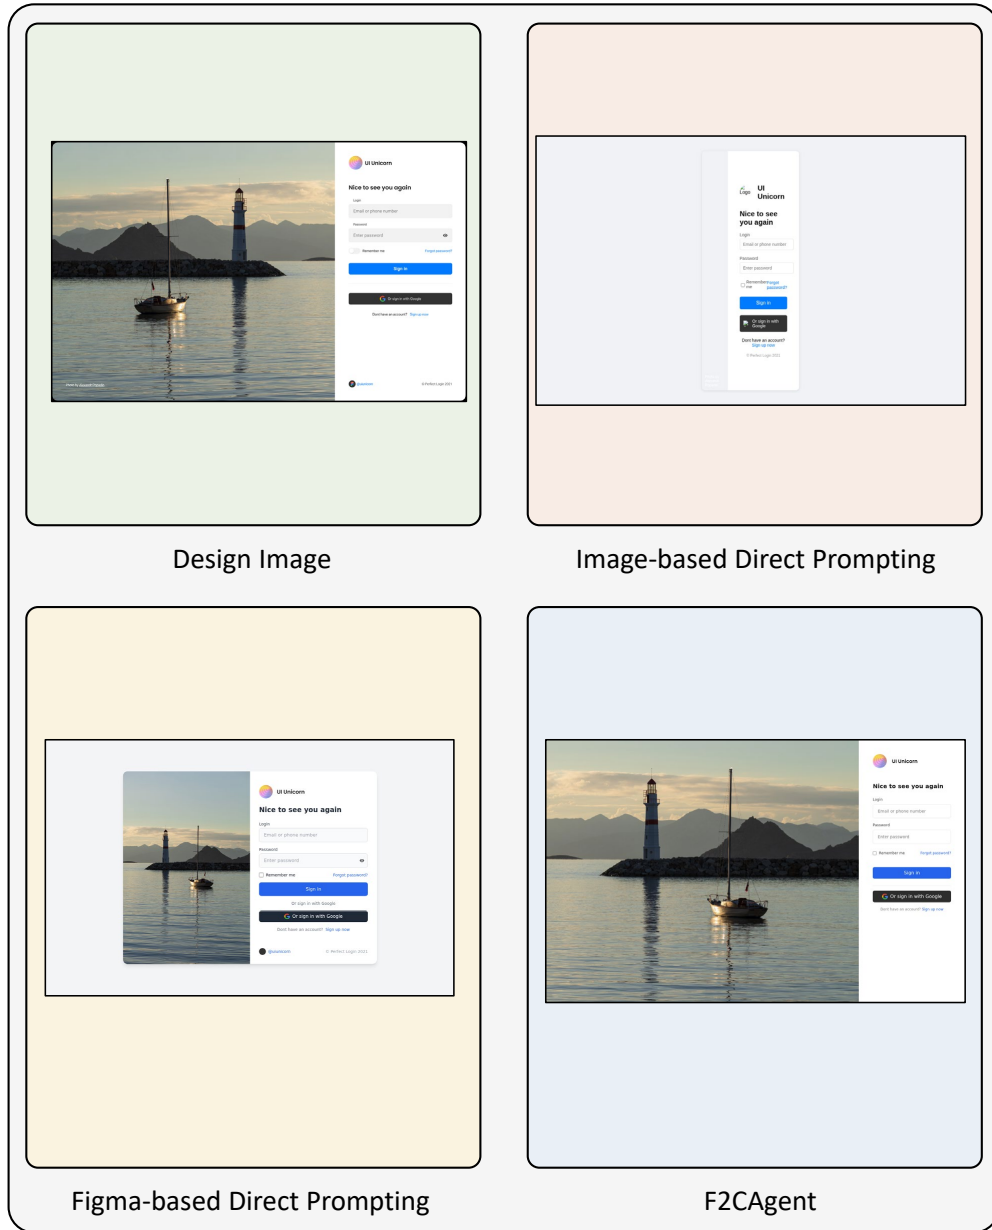 UI Unicorn
Nice to see you again
Login
Email or phone number
Password
Enter password
Remember me
Forgot password?
Sign in
Or sign in with Google
Dont have an account? Sign up now
@uxunicorn
© Perfect Login 2021
Design Image
Logo
UI
Unicorn
Nice to see
you again
Login
Email or phone number
Password
Enter password
Remember
me
Forgot
password?
Sign in
Or sign in with
Google
Dont have an account?
Sign up now
© Perfect Login 2021
Image-based Direct Prompting
UI Unicorn
Nice to see you again
Login
Email or phone number
Password
Enter password
Remember me
Forgot password?
Sign in
Or sign in with Google
Or sign in with Google
Dont have an account? Sign up now
@uxunicorn
© Perfect Login 2021
Figma-based Direct Prompting
UI Unicorn
Nice to see you again
Login
Email or phone number
Password
Enter password
Remember me
Forgot password?
Sign in
Or sign in with Google
Dont have an account? Sign up now
F2CAgent